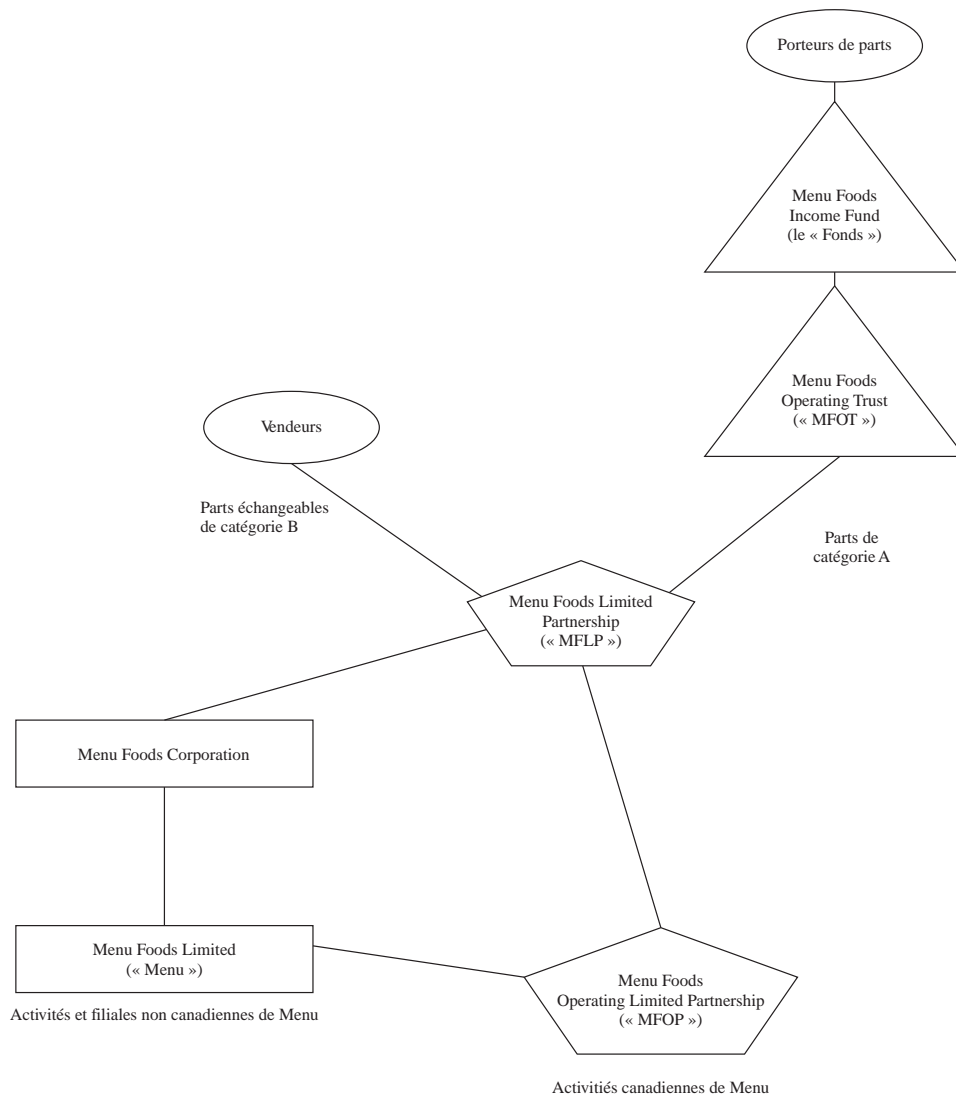 Porteurs de parts
Menu Foods
Income Fund
(le « Fonds »)
Menu Foods
Operating Trust
(« MFOT »)
Vendeurs
Parts échangeables
de catégorie B
Parts de
catégorie A
Menu Foods Limited
Partnership
(« MFLP »)
Menu Foods Corporation
Menu Foods Limited
(« Menu »)
Activités et filiales non canadiennes de Menu
Menu Foods
Operating Limited Partnership
(« MFOP »)
Activitiés canadiennes de Menu